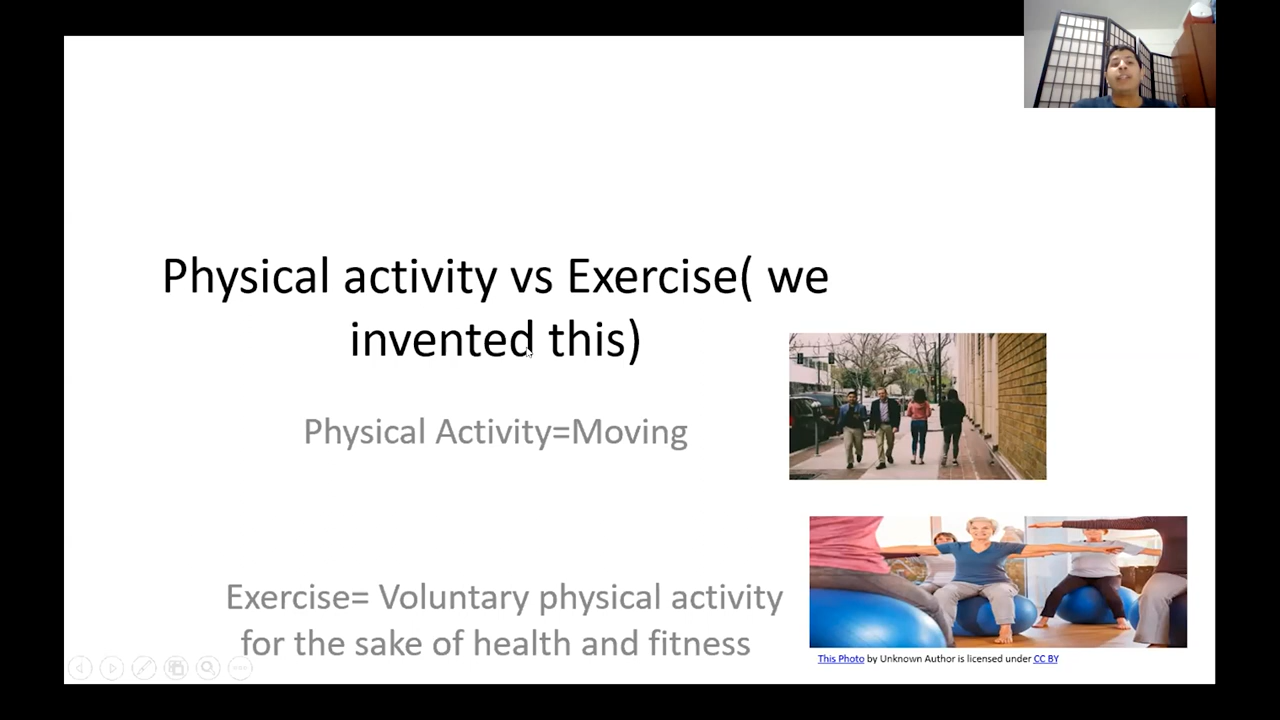 Physical activity vs Exercise( we
invented this)
Physical Activity=Moving
Exercise= Voluntary physical activity
for the sake of health and fitness
This Photo by Unknown Author is licensed under CC BY